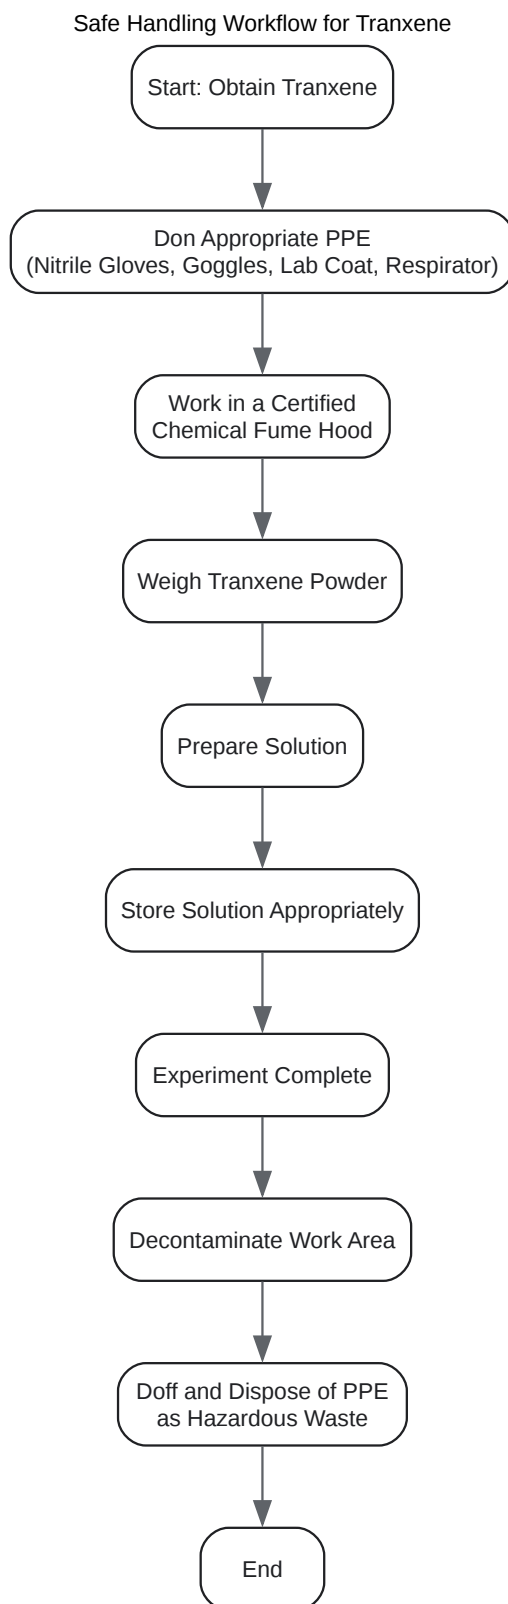 Safe Handling Workflow for Tranxene
Start: Obtain Tranxene
Don Appropriate PPE
(Nitrile Gloves, Goggles, Lab Coat, Respirator)
Work in a Certified
Chemical Fume Hood
Weigh Tranxene Powder
Prepare Solution
Store Solution Appropriately
Experiment Complete
Decontaminate Work Area
Doff and Dispose of PPE
as Hazardous Waste
End